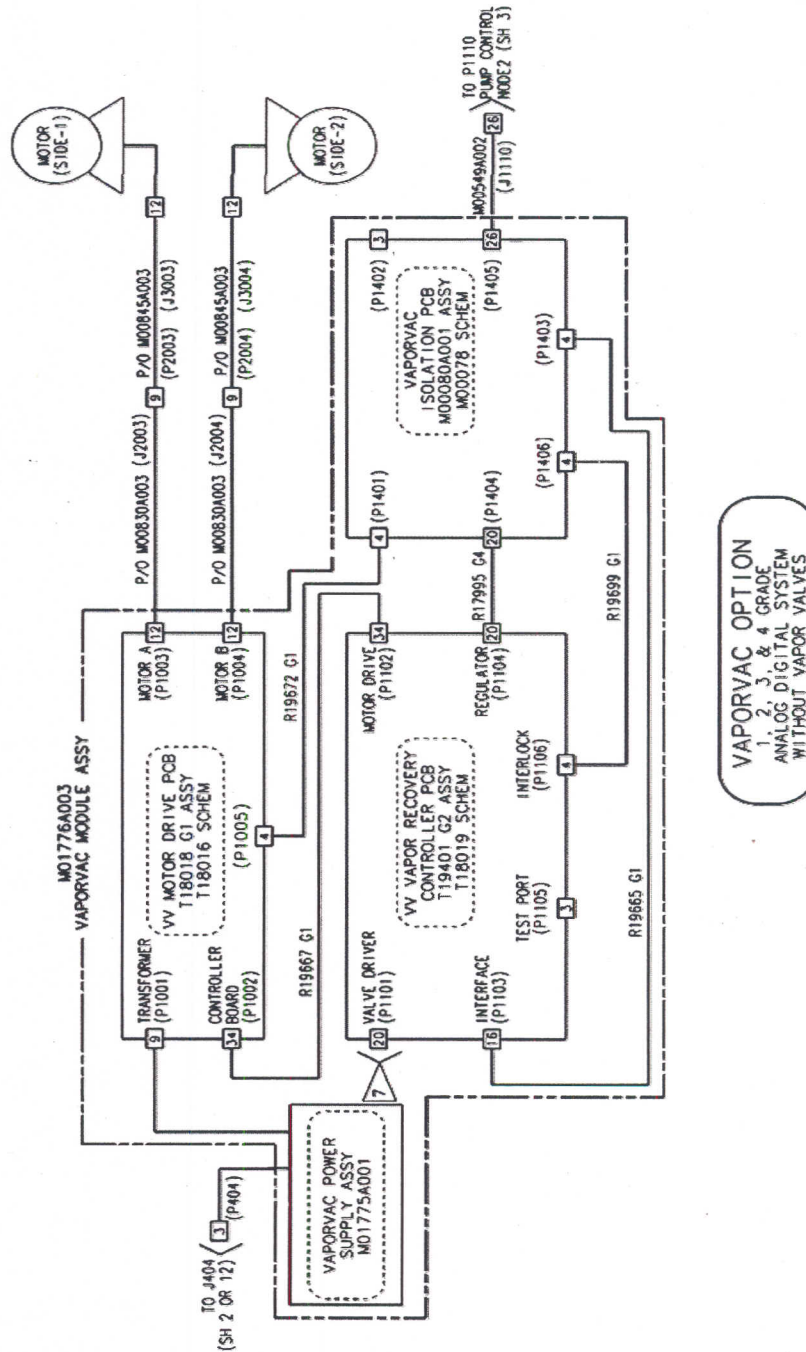 MOTOR
(SIDE-1)
12
P/O M00845A003
(P2003) (J3003)
9
P/O M00830A003 (J2003)
MOTOR
(SIDE-2)
12
P/O M00845A003
(P2004) (J3004)
9
P/O M00830A003 (J2004)
TO P1110
PUMP CONTROL
NODE2 (SH 3)
26
M00549A002
(J1110)
M01776A003
VAPORVAC MODULE ASSY
12
MOTOR A
(P1003)
12
MOTOR B
(P1004)
VV MOTOR DRIVE PCB
T18018 G1 ASSY
T18016 SCHEM
(P1005)
4
TRANSFORMER
(P1001)
9
CONTROLLER
BOARD
(P1002)
34
R19672 G1
R19667 G1
VAPORVAC
ISOLATION PCB
M00080A001 ASSY
M00078 SCHEM
3
(P1402)
26
(P1405)
4
(P1403)
4
(P1406)
4
(P1401)
20
(P1404)
R17995 G4
R19699 G1
34
MOTOR DRIVE
(P1102)
20
REGULATOR
(P1104)
VV VAPOR RECOVERY
CONTROLLER PCB
T19401 G2 ASSY
T18019 SCHEM
INTERLOCK
(P1106)
4
TEST PORT
(P1105)
3
20
VALVE DRIVER
(P1101)
16
INTERFACE
(P1103)
R19665 G1
7
VAPORVAC POWER
SUPPLY ASSY
M01775A001
TO J404
(SH 2 OR 12)
3
(P404)
VAPORVAC OPTION
1, 2, 3, & 4 GRADE
ANALOG DIGITAL SYSTEM
WITHOUT VAPOR VALVES